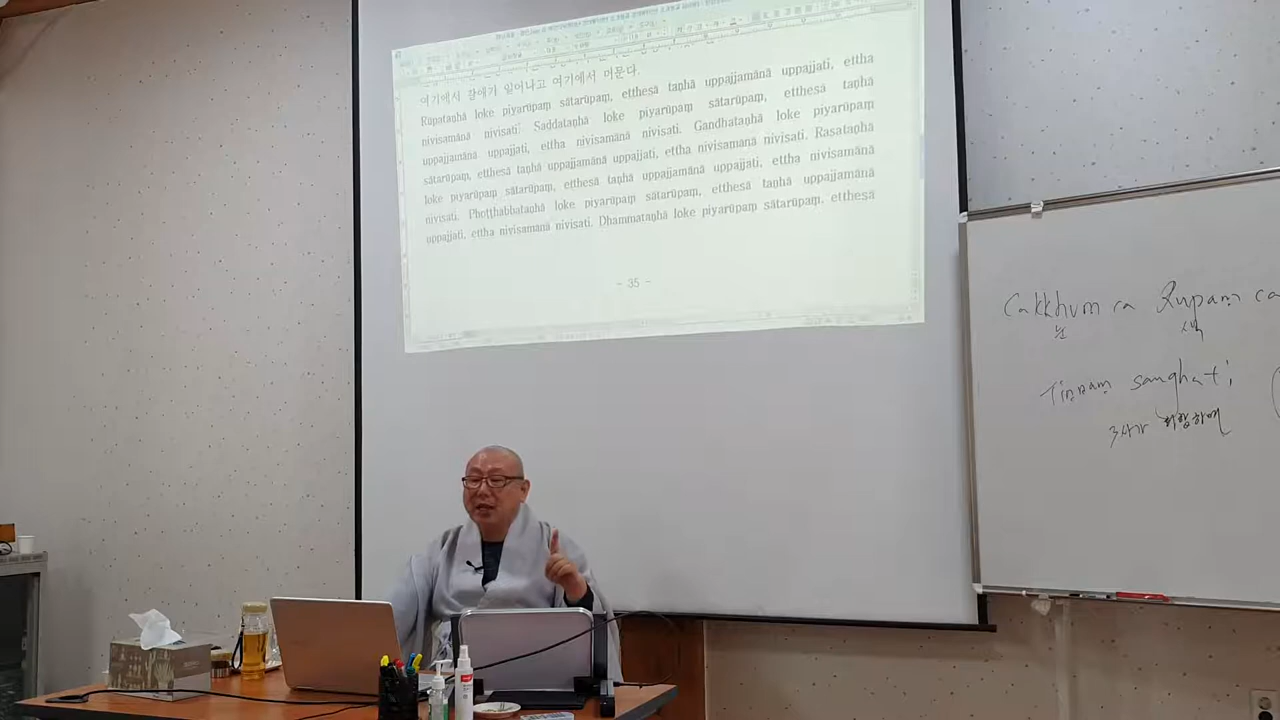 여기에서 갈애가 일어나고 여기에서 머문다.
Rūpataṇhā loke piyarūpaṃ sātarūpaṃ, etthesā taṇhā uppajjamānā uppajjati, ettha
nivisamānā nivisati. Saddataṇhā loke piyarūpaṃ sātarūpaṃ, etthesā taṇhā
uppajjamānā uppajjati, ettha nivisamānā nivisati. Gandhataṇhā loke piyarūpaṃ
sātarūpaṃ, etthesā taṇhā uppajjamānā uppajjati, ettha nivisamānā nivisati. Rasataṇhā
loke piyarūpaṃ sātarūpaṃ, etthesā taṇhā uppajjamānā uppajjati, ettha nivisamānā
nivisati. Phoṭṭhabbataṇhā loke piyarūpaṃ sātarūpaṃ, etthesā taṇhā uppajjamānā
uppajjati, ettha nivisamānā nivisati. Dhammataṇhā loke piyarūpaṃ sātarūpaṃ, etthesā
- 35 -
Cakkhum ca Rupaṃ ca
눈 색
Tinnaṃ sanghati
3사가 화합하여